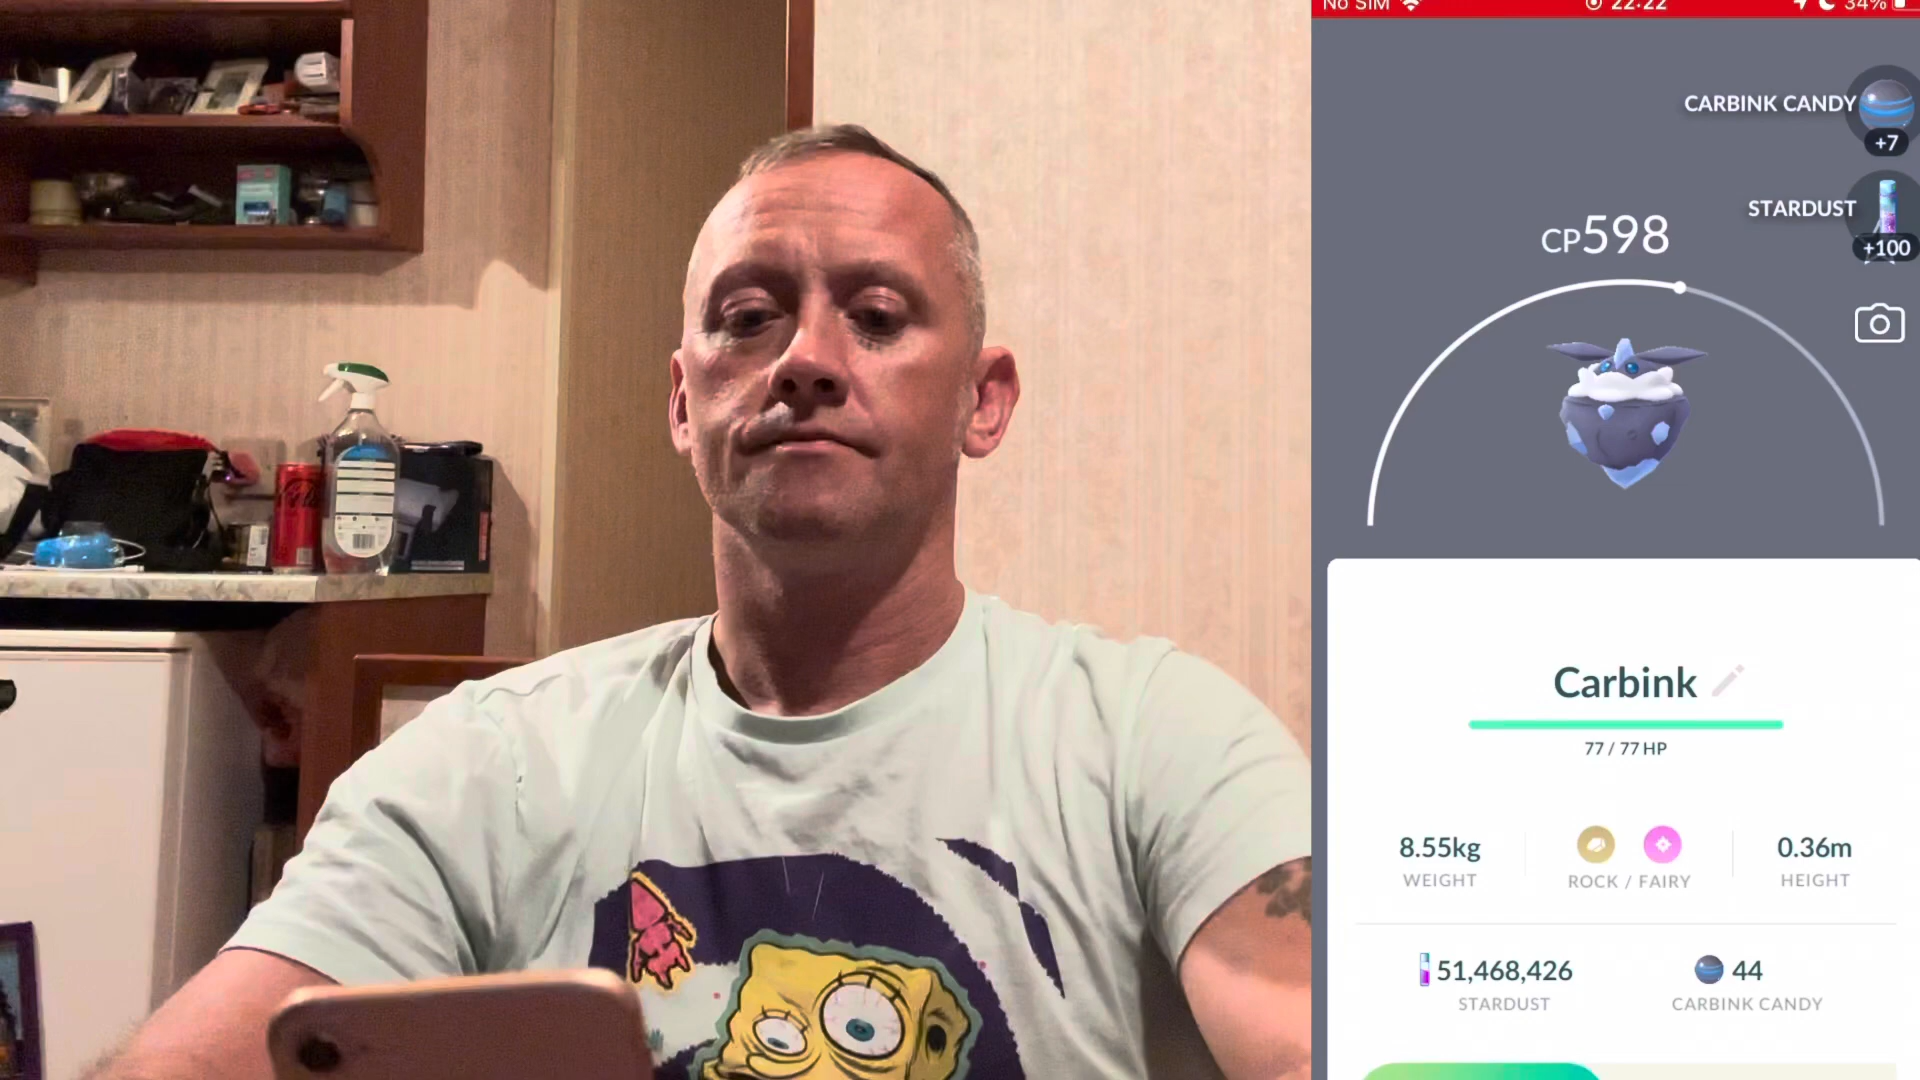 No SIM 22:22 34%
CARBINK CANDY
+7
STARDUST
+100
CP598
Carbink
77 / 77 HP
8.55kg
WEIGHT
ROCK / FAIRY
0.36m
HEIGHT
51,468,426
STARDUST
44
CARBINK CANDY